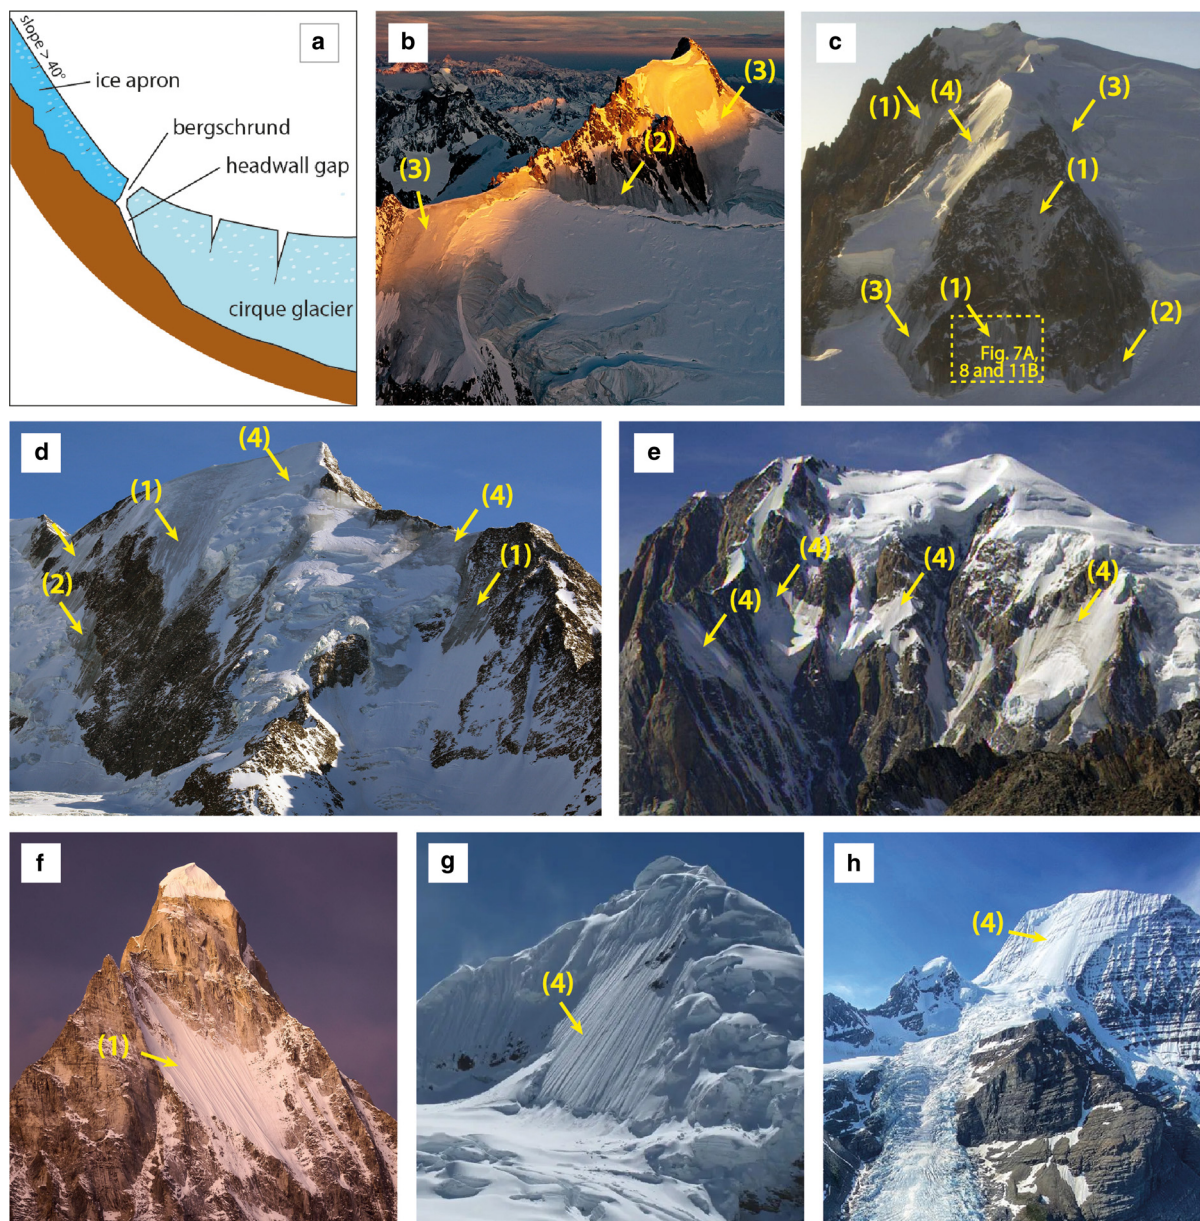 a
slope > 40°
ice apron
bergschrund
headwall gap
cirque glacier
b
(3)
(2)
(3)
c
(1)
(4)
(3)
(1)
(3)
(1)
(2)
Fig. 7A,
8 and 11B
d
(4)
(1)
(4)
(1)
(2)
e
(4)
(4)
(4)
(4)
f
(1)
g
(4)
h
(4)